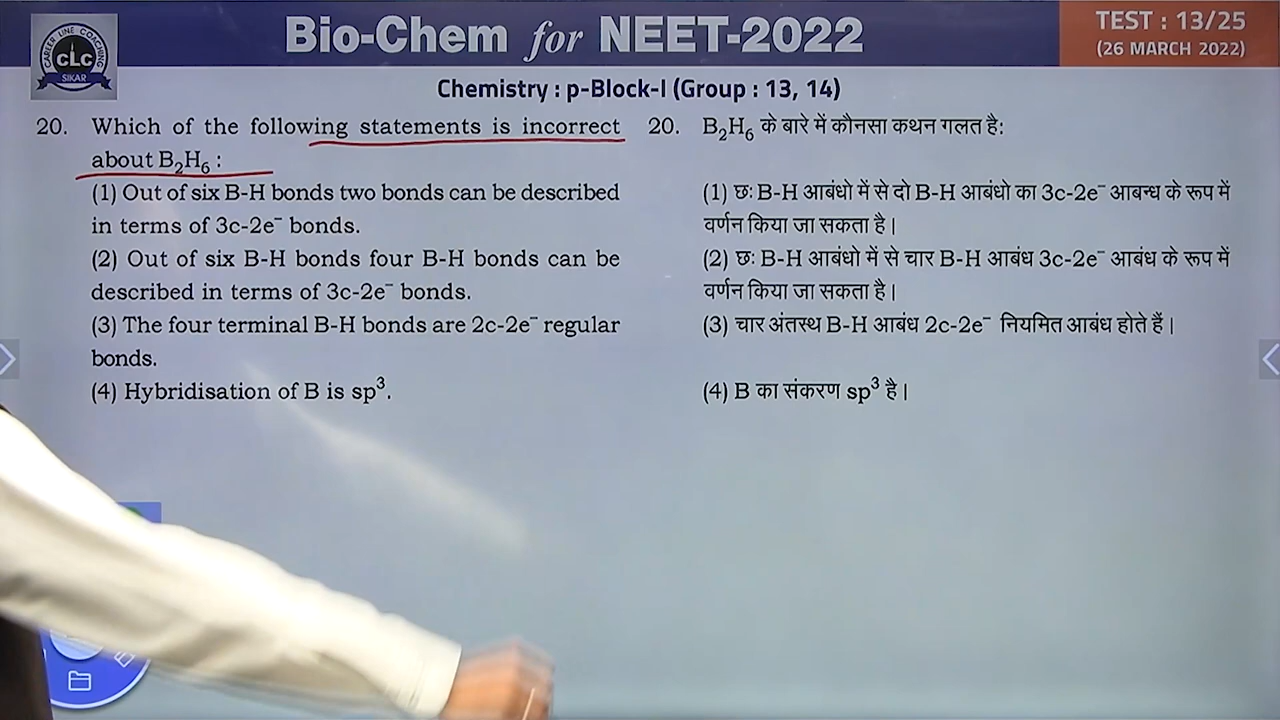 CAREER LINE COACHING
CLC
SIKAR
Bio-Chem for NEET-2022
TEST : 13/25
(26 MARCH 2022)
Chemistry : p-Block-I (Group : 13, 14)
20. Which of the following statements is incorrect
about B₂H₆ :
(1) Out of six B-H bonds two bonds can be described
in terms of 3c-2e⁻ bonds.
(2) Out of six B-H bonds four B-H bonds can be
described in terms of 3c-2e⁻ bonds.
(3) The four terminal B-H bonds are 2c-2e⁻ regular
bonds.
(4) Hybridisation of B is sp³.
20. B₂H₆ के बारे में कौनसा कथन गलत है:
(1) छः B-H आबंधो में से दो B-H आबंधो का 3c-2e⁻ आबन्ध के रूप में
वर्णन किया जा सकता है।
(2) छः B-H आबंधो में से चार B-H आबंध 3c-2e⁻ आबंध के रूप में
वर्णन किया जा सकता है।
(3) चार अंतस्थ B-H आबंध 2c-2e⁻ नियमित आबंध होते हैं।
(4) B का संकरण sp³ है।